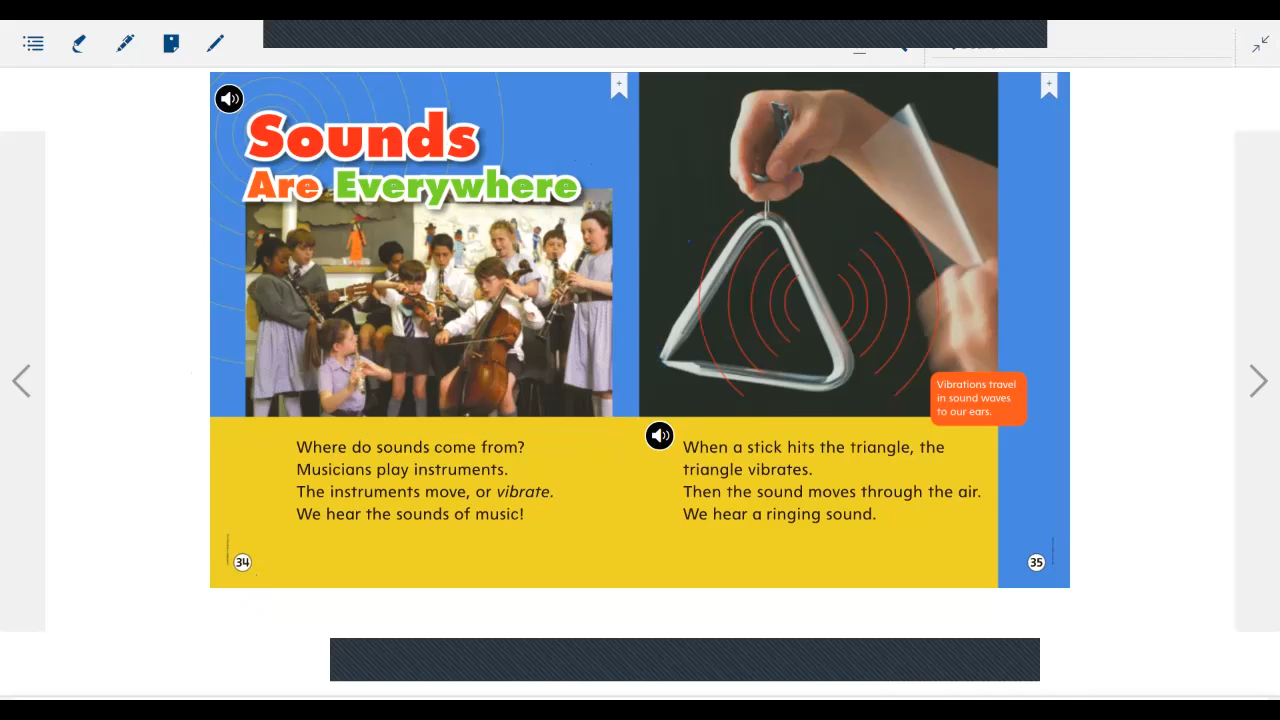 Sounds
Are Everywhere
Where do sounds come from?
Musicians play instruments.
The instruments move, or vibrate.
We hear the sounds of music!
34
Vibrations travel
in sound waves
to our ears.
When a stick hits the triangle, the
triangle vibrates.
Then the sound moves through the air.
We hear a ringing sound.
35